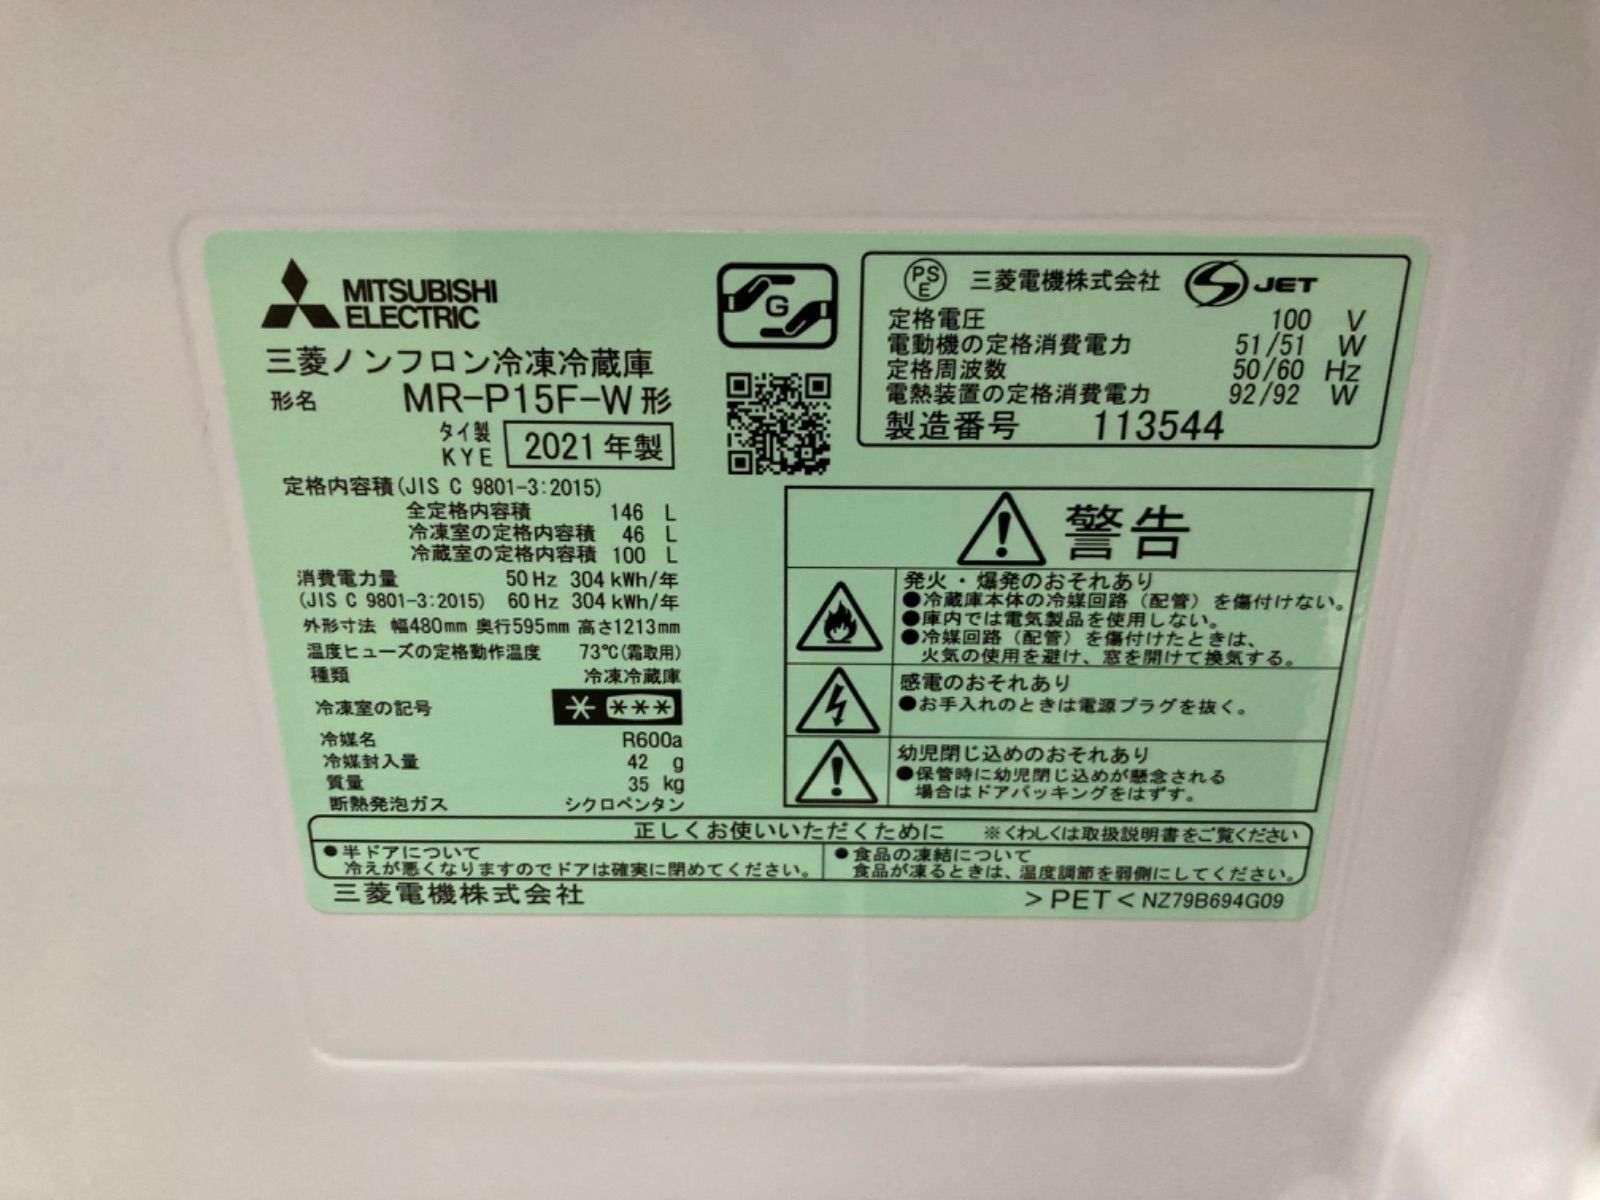 MITSUBISHI
ELECTRIC
三菱ノンフロン冷凍冷蔵庫
形名 MR-P15F-W形
タイ製
KYE
2021年製
定格内容積(JIS C 9801-3:2015)
全定格内容積 146 L
冷凍室の定格内容積 46 L
冷蔵室の定格内容積 100 L
消費電力量 50Hz 304kWh/年
(JIS C 9801-3:2015) 60Hz 304kWh/年
外形寸法 幅480mm 奥行595mm 高さ1213mm
温度ヒューズの定格動作温度 73℃(霜取用)
種類 冷凍冷蔵庫
冷凍室の記号 * ***
冷媒名 R600a
冷媒封入量 42 g
質量 35 kg
断熱発泡ガス シクロペンタン
G
PS
E
三菱電機株式会社 S JET
定格電圧 100 V
電動機の定格消費電力 51/51 W
定格周波数 50/60 Hz
電熱装置の定格消費電力 92/92 W
製造番号 113544
警告
発火・爆発のおそれあり
●冷蔵庫本体の冷媒回路(配管)を傷付けない。
●庫内では電気製品を使用しない。
●冷媒回路(配管)を傷付けたときは、
火気の使用を避け、窓を開けて換気する。
感電のおそれあり
●お手入れのときは電源プラグを抜く。
幼児閉じ込めのおそれあり
●保管時に幼児閉じ込めが懸念される
場合はドアパッキングをはずす。
正しくお使いいただくために ※くわしくは取扱説明書をご覧ください
●半ドアについて
冷えが悪くなりますのでドアは確実に閉めてください。
●食品の凍結について
食品が凍るときは、温度調節を弱側にしてください。
三菱電機株式会社
>PET< NZ79B694G09